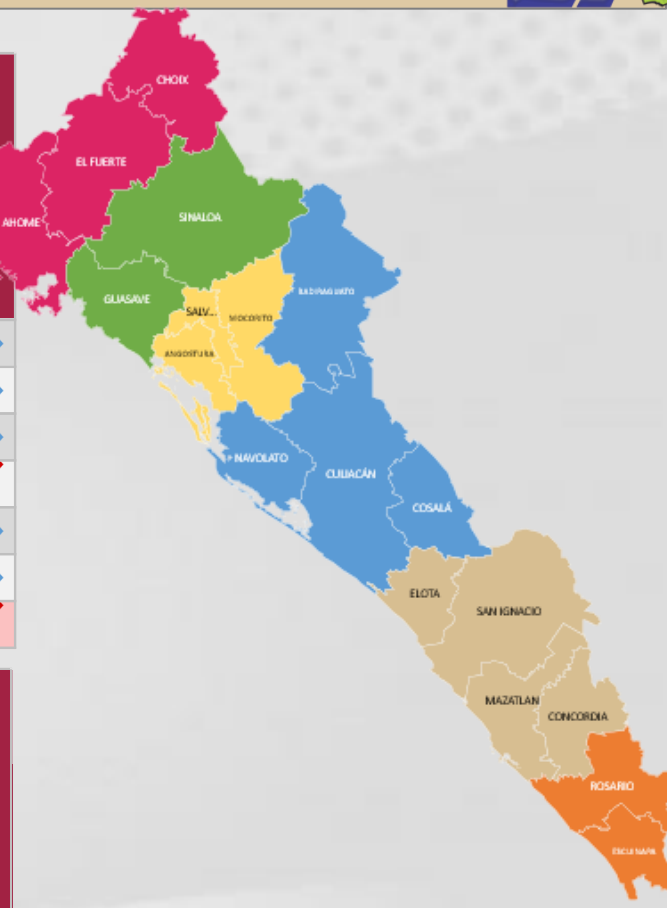 CHOIX
EL FUERTE
AHOME
SINALOA
GUASAVE
BADIRAGUATO
SALV...
MOCORITO
ANGOSTURA
NAVOLATO
CULIACÁN
COSALÁ
ELOTA
SAN IGNACIO
MAZATLAN
CONCORDIA
ROSARIO
ESCUINAPA